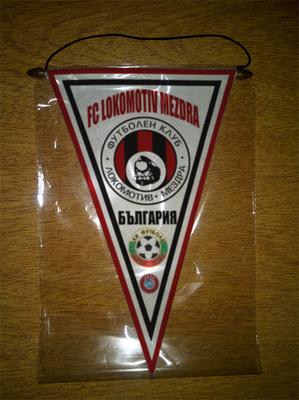 FC LOKOMOTIV MEZDRA
ФУТБОЛЕН КЛУБ
ЛОКОМОТИВ - МЕЗДРА
БЪЛГАРИЯ